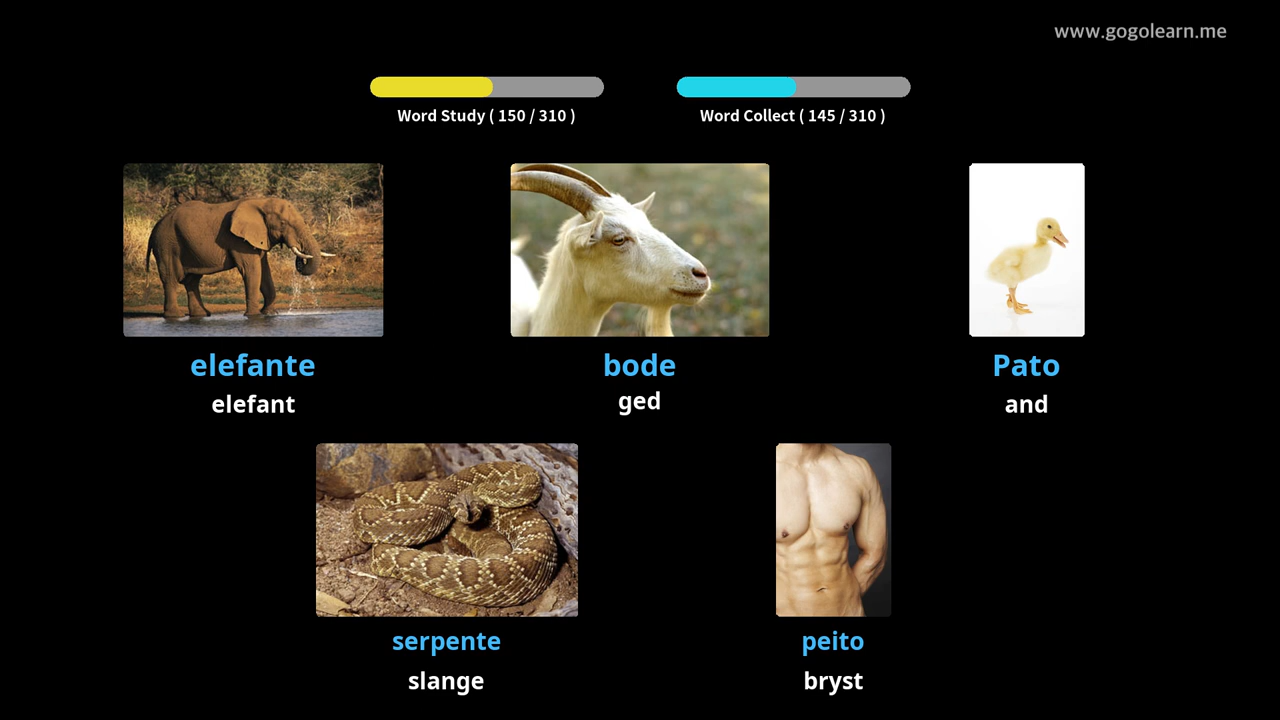 www.gogolearn.me
Word Study ( 150 / 310 )
Word Collect ( 145 / 310 )
elefante
elefant
bode
ged
Pato
and
serpente
slange
peito
bryst